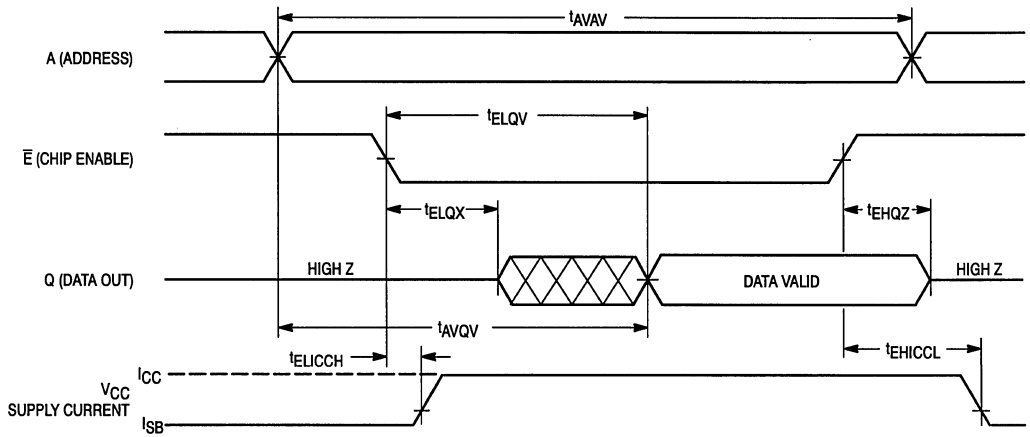 tAVAV
A (ADDRESS)
tELQV
E̅ (CHIP ENABLE)
tELQX
tEHQZ
Q (DATA OUT)
HIGH Z
DATA VALID
HIGH Z
tAVQV
tELICCH
tEHICCL
ICC
VCC
SUPPLY CURRENT
ISB